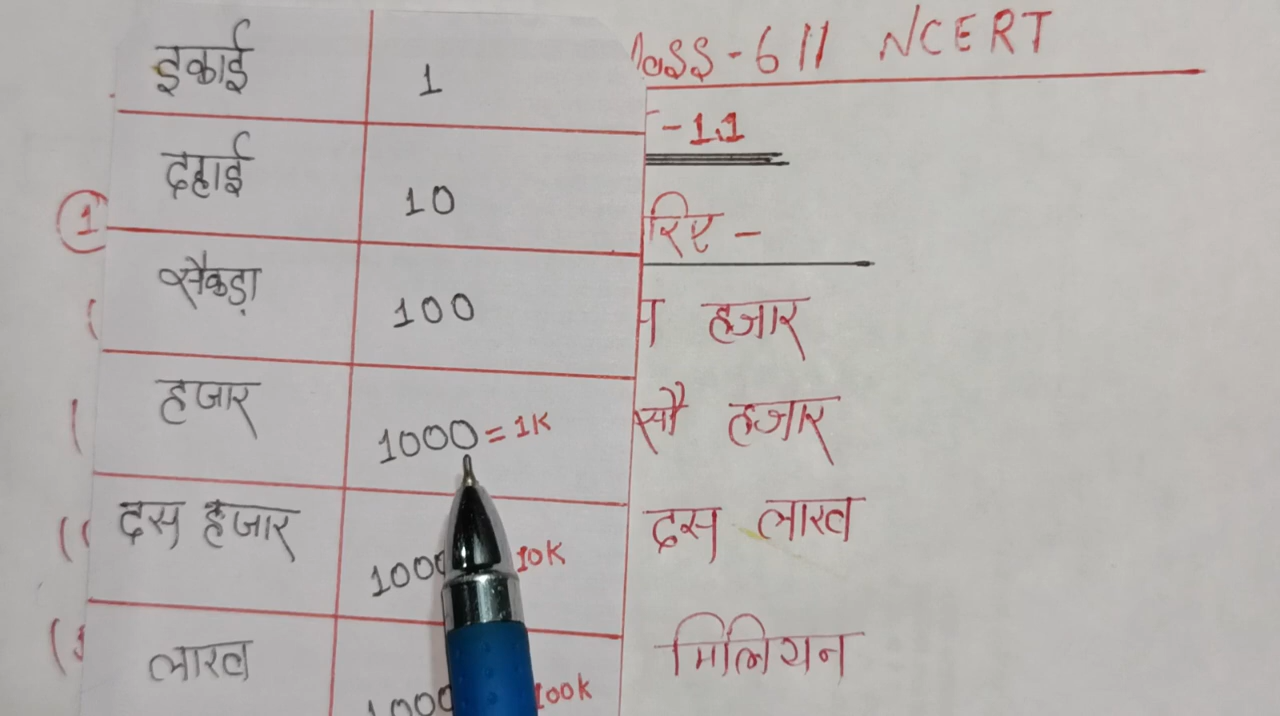 NCERT
-1.1
इकाई 1
दहाई 10
सैकड़ा 100
हजार 1000=1K
दस हजार 10K
लाख 100K
1
हजार
सौ हजार
दस लाख
मिलियन